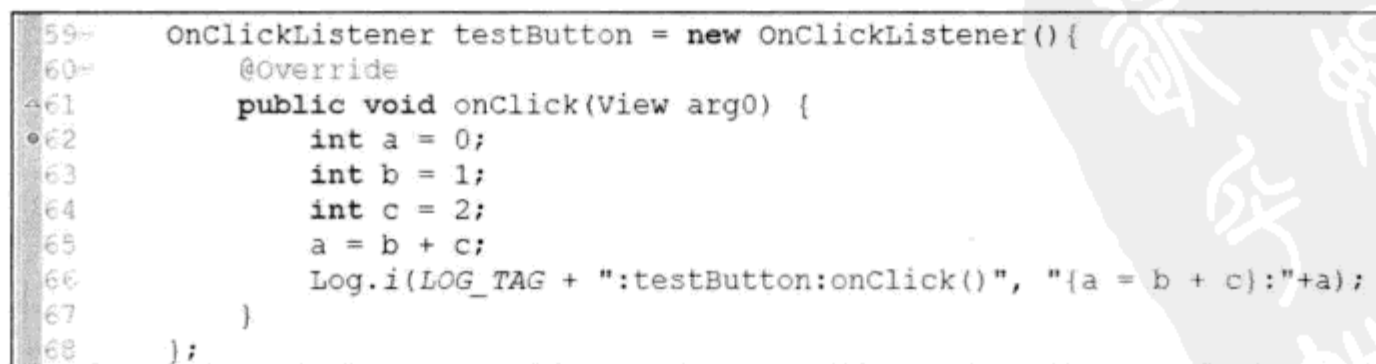 59 OnClickListener testButton = new OnClickListener(){
60 @Override
61 public void onClick(View arg0) {
62 int a = 0;
63 int b = 1;
64 int c = 2;
65 a = b + c;
66 Log.i(LOG_TAG + ":testButton:onClick()", "{a = b + c}:"+a);
67 }
68 };